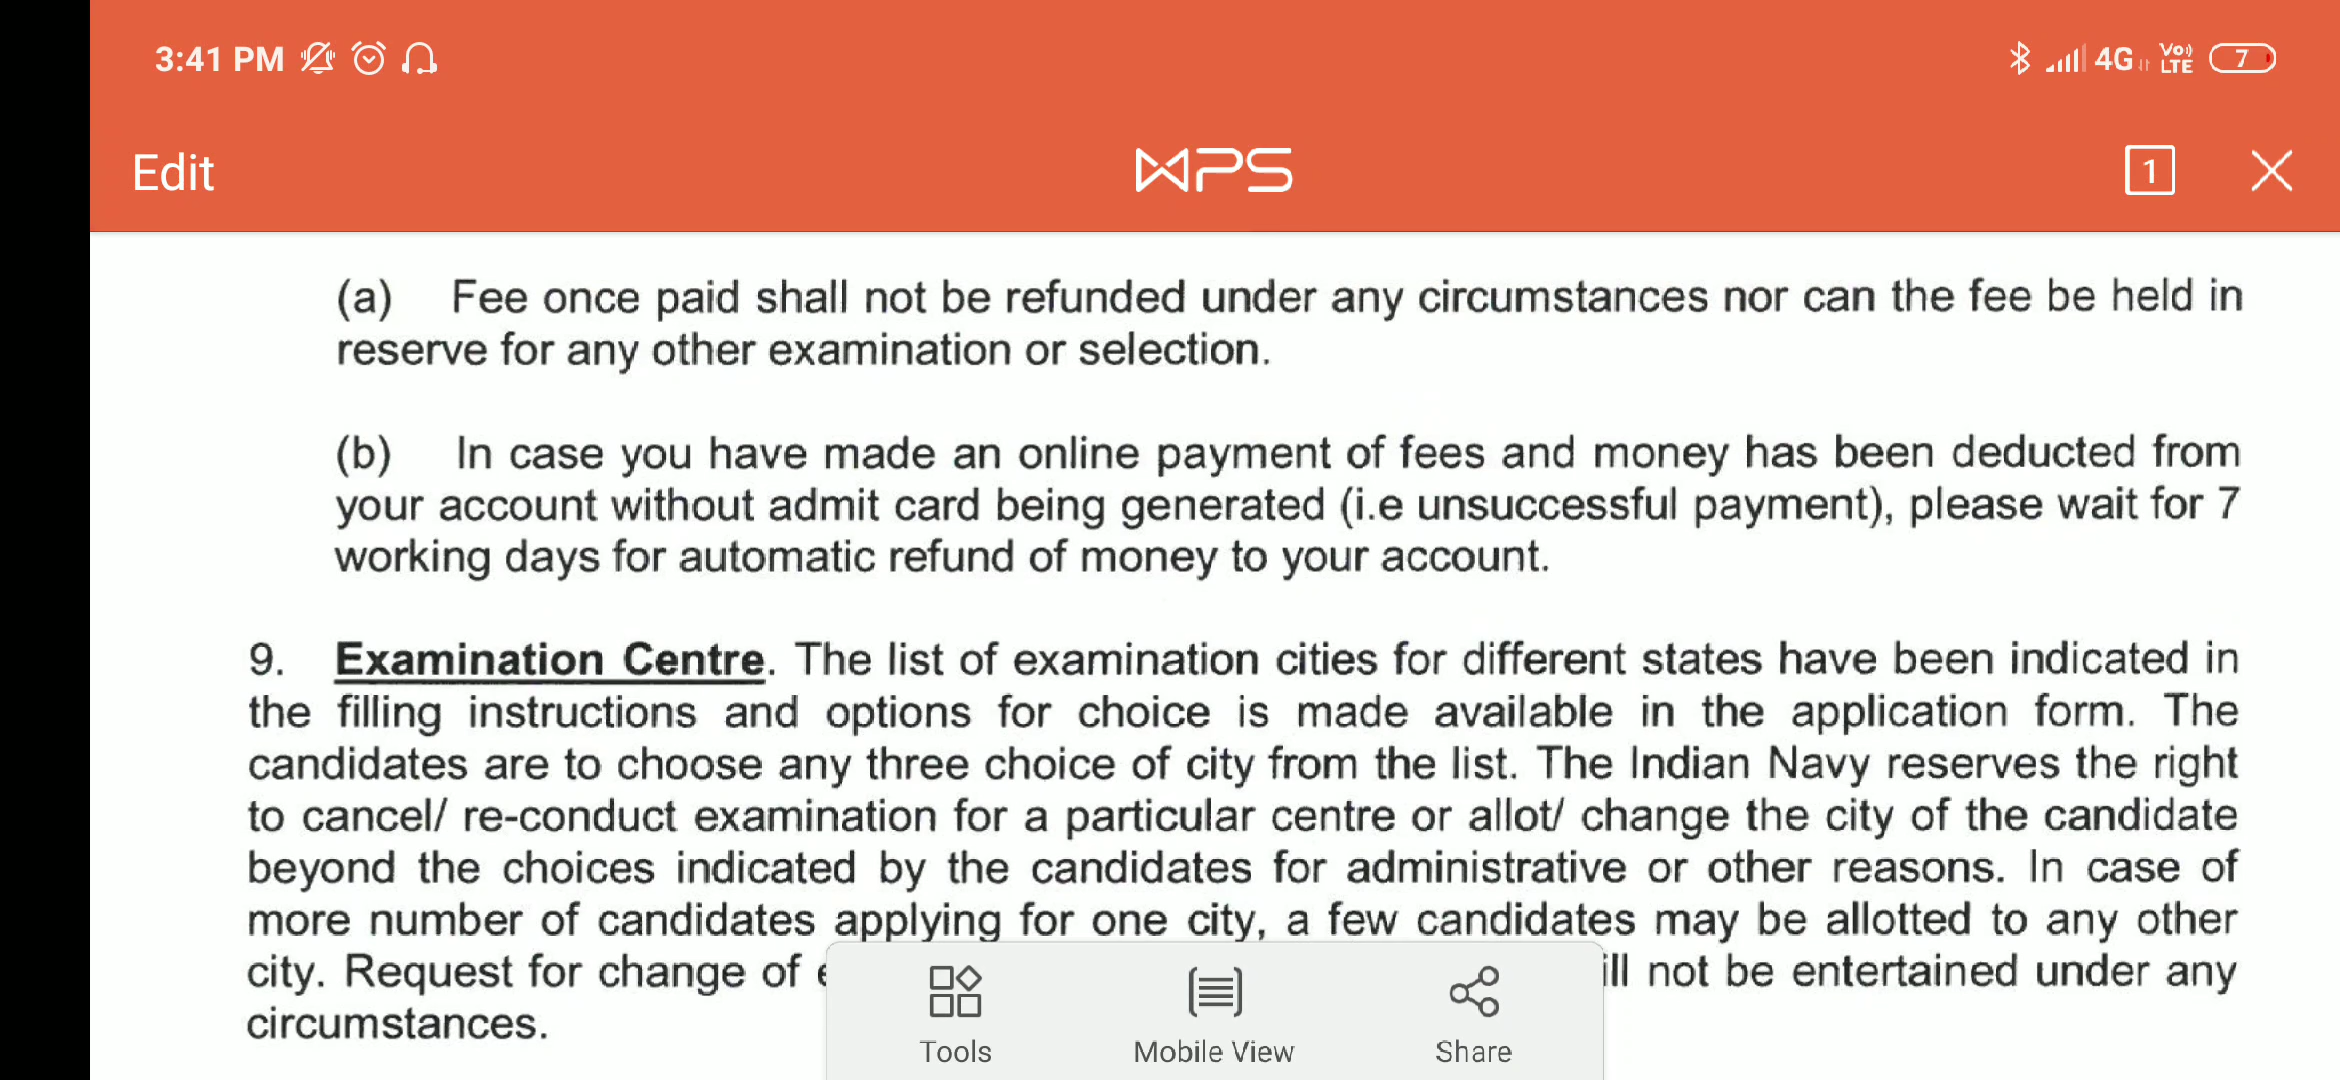 3:41 PM 4G Vo LTE 7
Edit WPS 1
(a) Fee once paid shall not be refunded under any circumstances nor can the fee be held in
reserve for any other examination or selection.
(b) In case you have made an online payment of fees and money has been deducted from
your account without admit card being generated (i.e unsuccessful payment), please wait for 7
working days for automatic refund of money to your account.
9. Examination Centre. The list of examination cities for different states have been indicated in
the filling instructions and options for choice is made available in the application form. The
candidates are to choose any three choice of city from the list. The Indian Navy reserves the right
to cancel/ re-conduct examination for a particular centre or allot/ change the city of the candidate
beyond the choices indicated by the candidates for administrative or other reasons. In case of
more number of candidates applying for one city, a few candidates may be allotted to any other
city. Request for change of ill not be entertained under any
circumstances.
Tools Mobile View Share